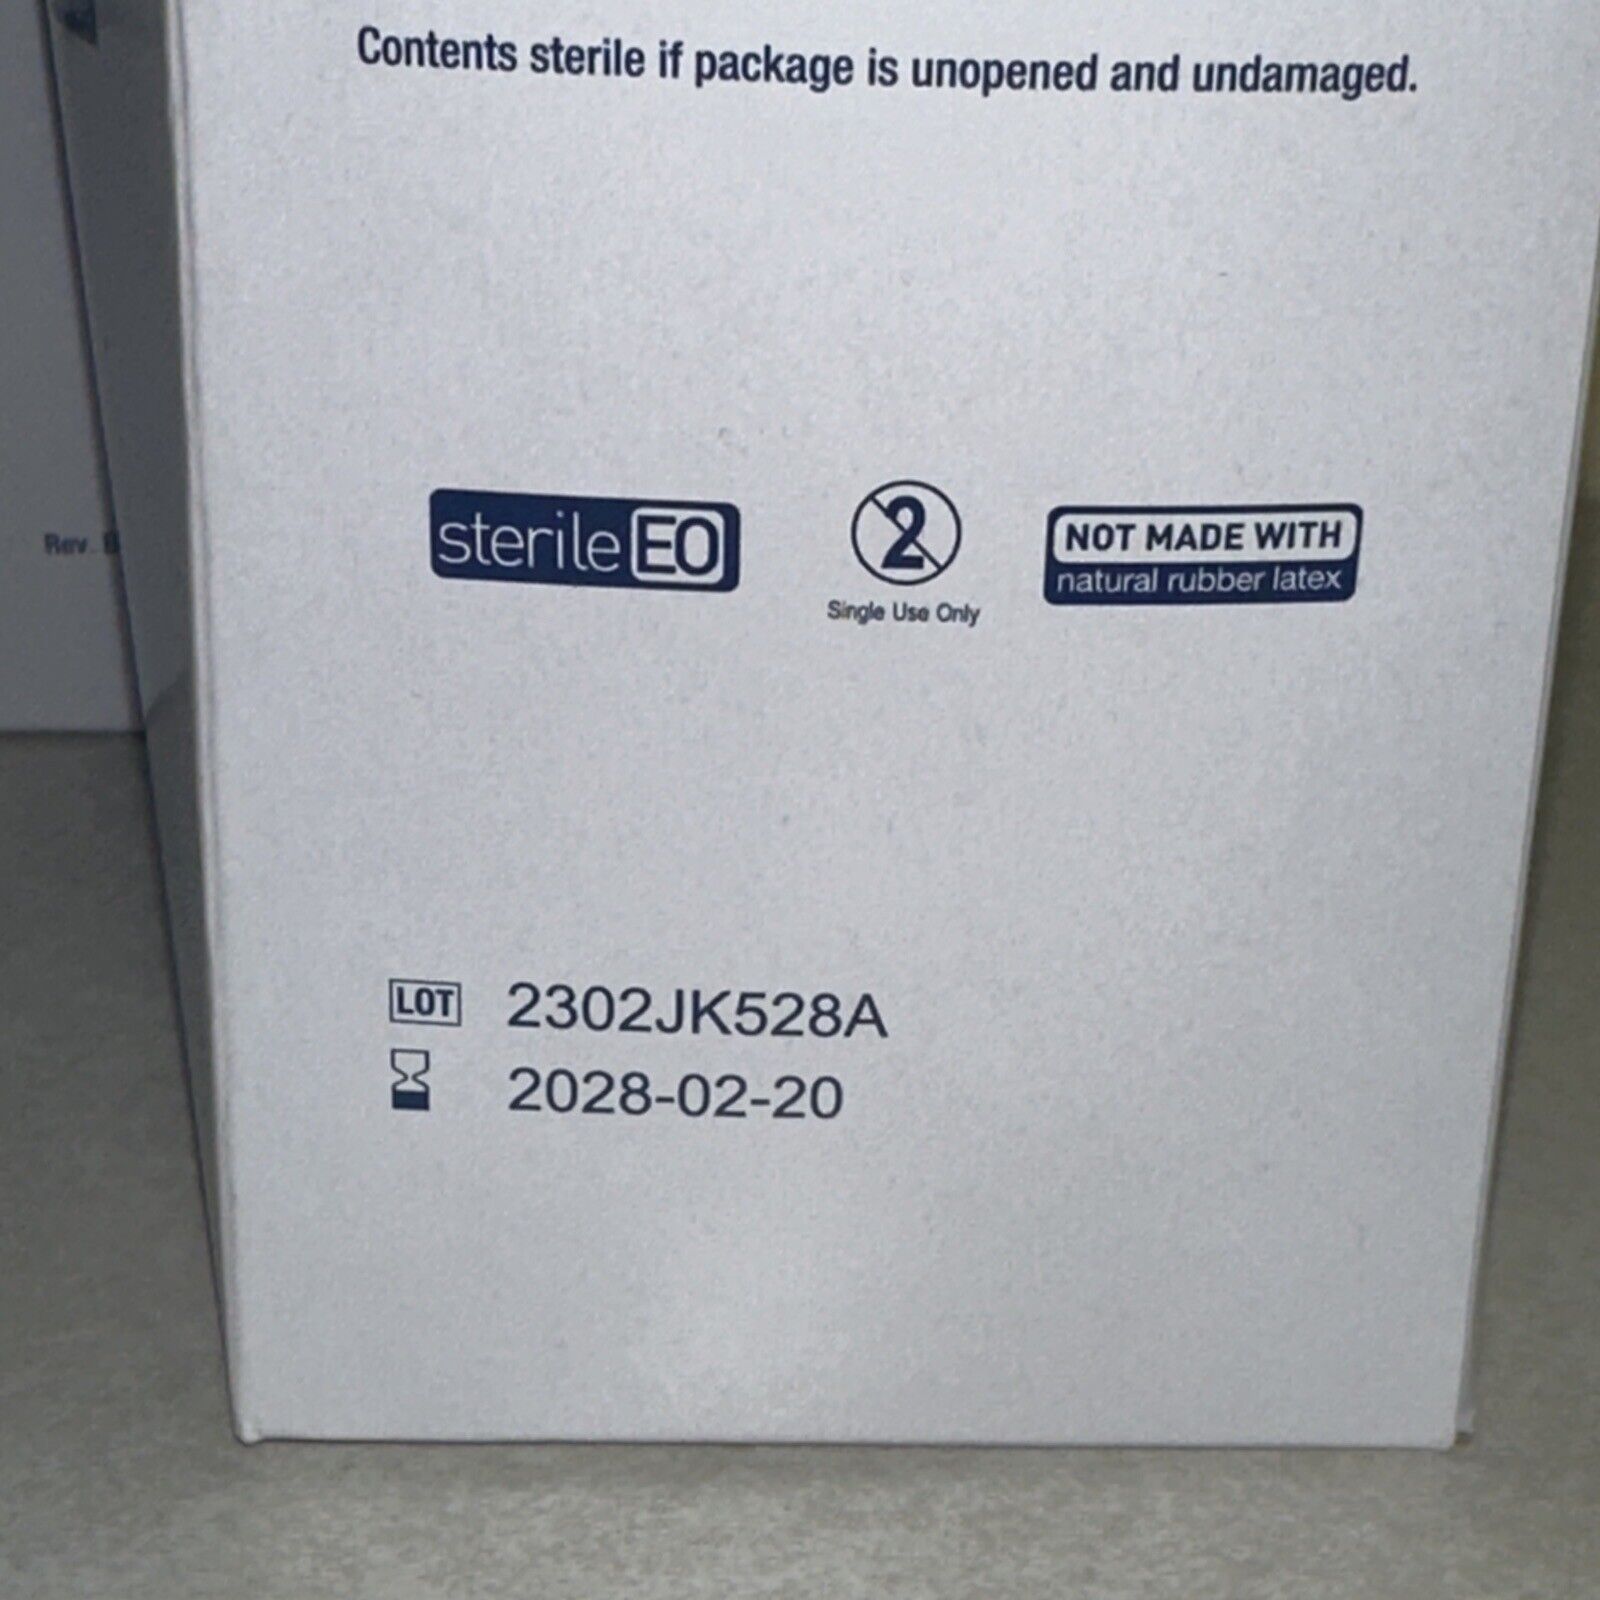 Contents sterile if package is unopened and undamaged.
Rev.
sterile EO
2
Single Use Only
NOT MADE WITH
natural rubber latex
LOT 2302JK528A
2028-02-20